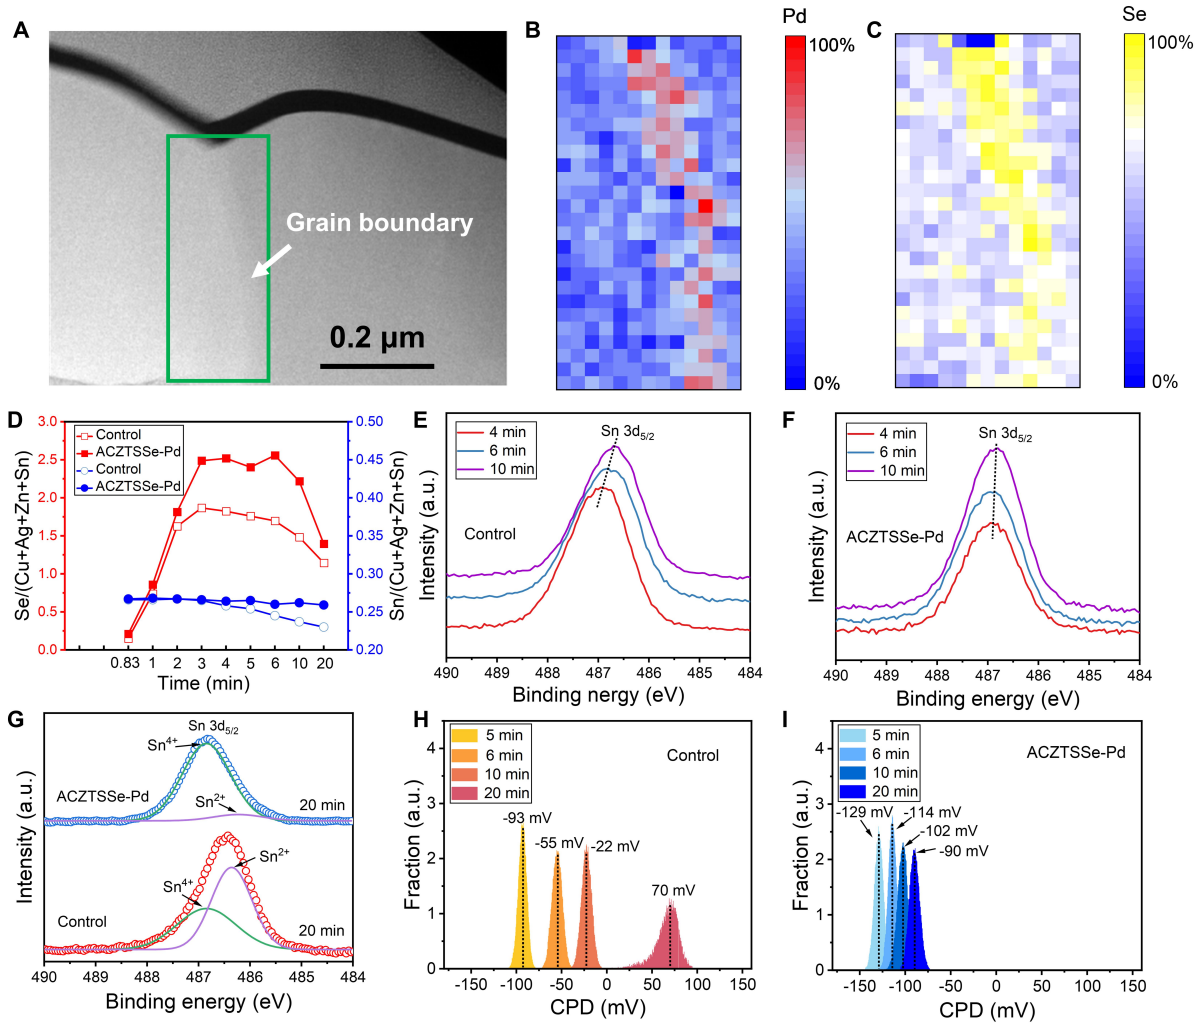 A
Grain boundary
0.2 μm
B
Pd
100%
0%
C
Se
100%
0%
D
Se/(Cu+Ag+Zn+Sn)
3.0
2.5
2.0
1.5
1.0
0.5
0.0
Control
ACZTSSe-Pd
Control
ACZTSSe-Pd
0.50
0.45
0.40
0.35
0.30
0.25
0.20
Sn/(Cu+Ag+Zn+Sn)
0.83 1 2 3 4 5 6 10 20
Time (min)
E
Intensity (a.u.)
4 min
6 min
10 min
Sn 3d5/2
Control
490 489 488 487 486 485 484
Binding nergy (eV)
F
Intensity (a.u.)
4 min
6 min
10 min
Sn 3d5/2
ACZTSSe-Pd
490 489 488 487 486 485 484
Binding energy (eV)
G
Intensity (a.u.)
Sn 3d5/2
Sn4+
ACZTSSe-Pd
Sn2+
20 min
Sn2+
Sn4+
Control
20 min
490 489 488 487 486 485 484
Binding energy (eV)
H
Fraction (a.u.)
4
3
2
1
0
5 min
6 min
10 min
20 min
Control
-93 mV
-55 mV
-22 mV
70 mV
-150 -100 -50 0 50 100 150
CPD (mV)
I
Fraction (a.u.)
4
3
2
1
0
5 min
6 min
10 min
20 min
ACZTSSe-Pd
-129 mV
-114 mV
-102 mV
-90 mV
-150 -100 -50 0 50 100 150
CPD (mV)